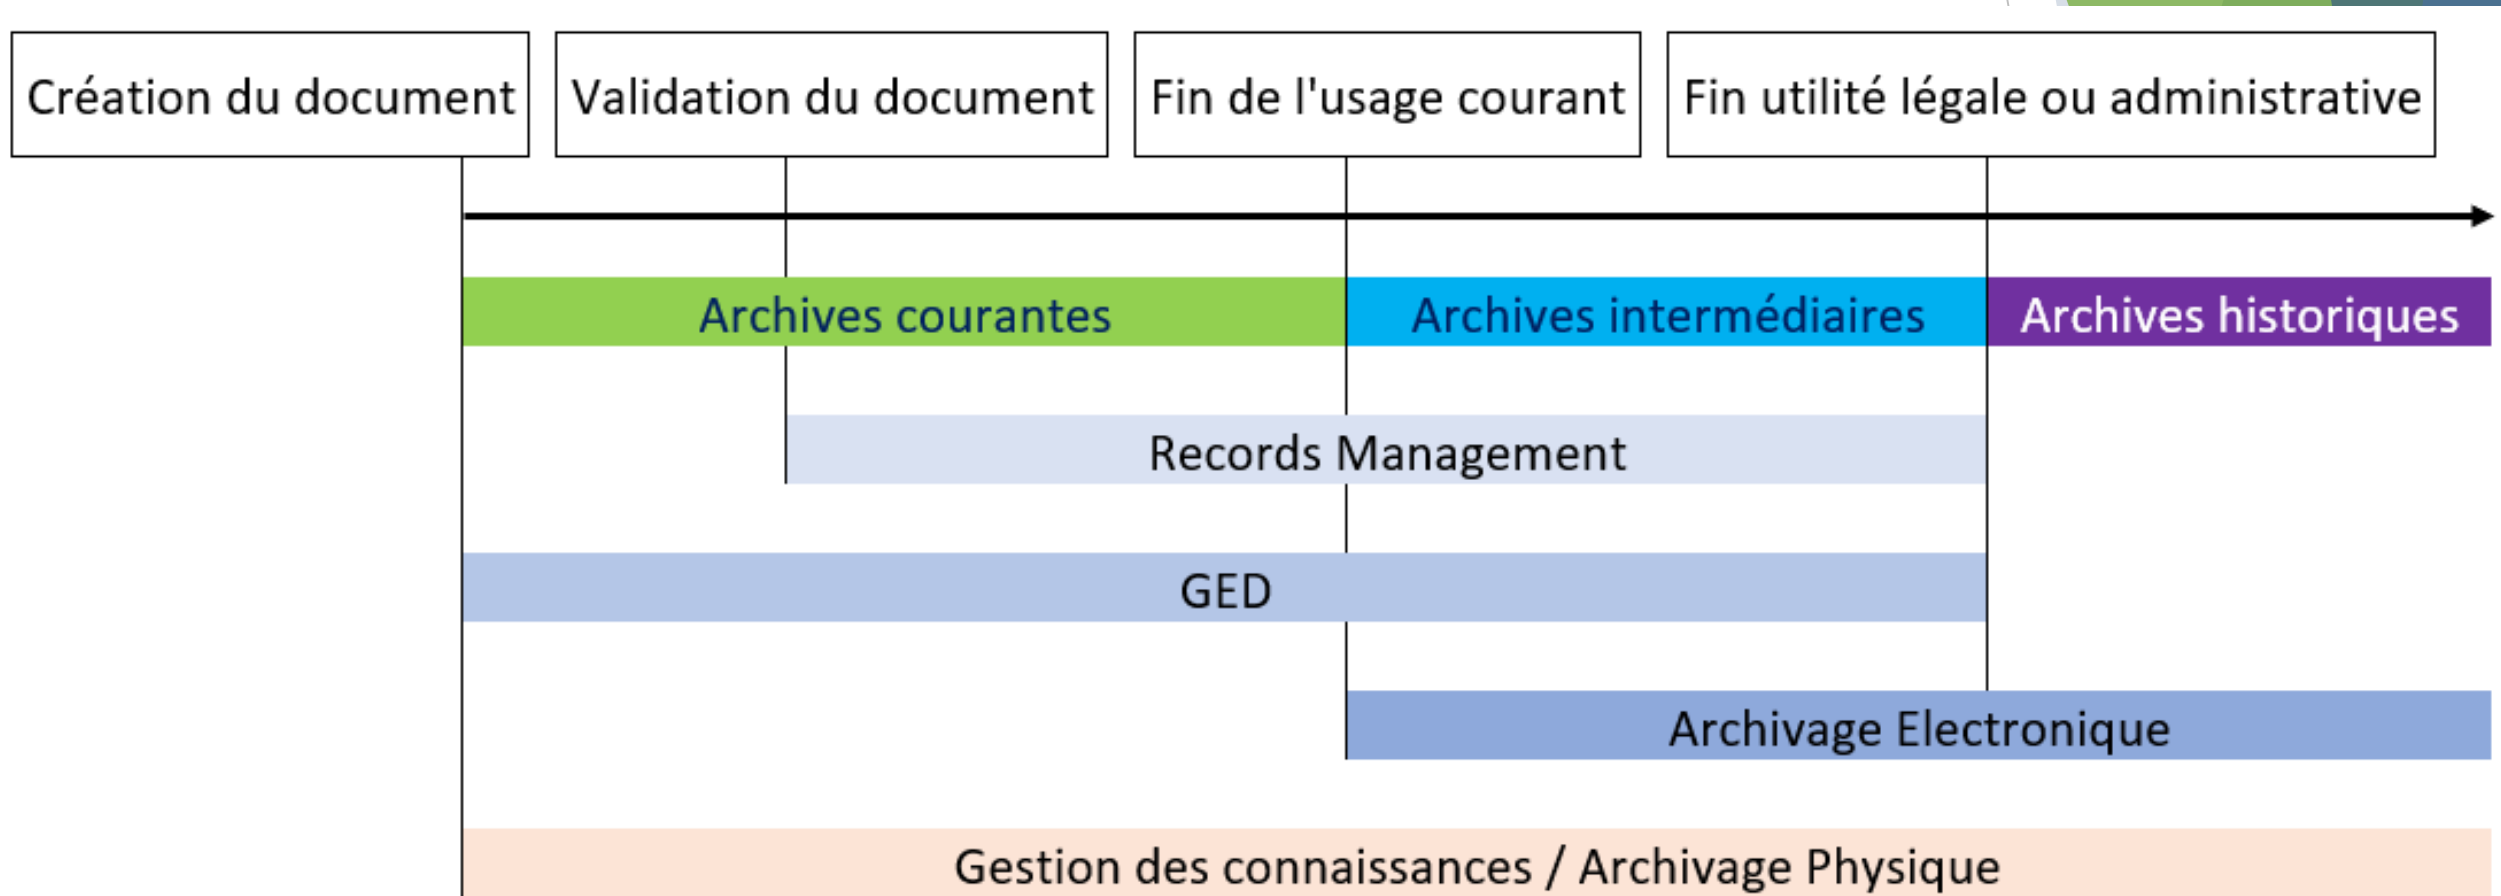 Création du document
Validation du document
Fin de l'usage courant
Fin utilité légale ou administrative
Archives courantes
Archives intermédiaires
Archives historiques
Records Management
GED
Archivage Electronique
Gestion des connaissances / Archivage Physique